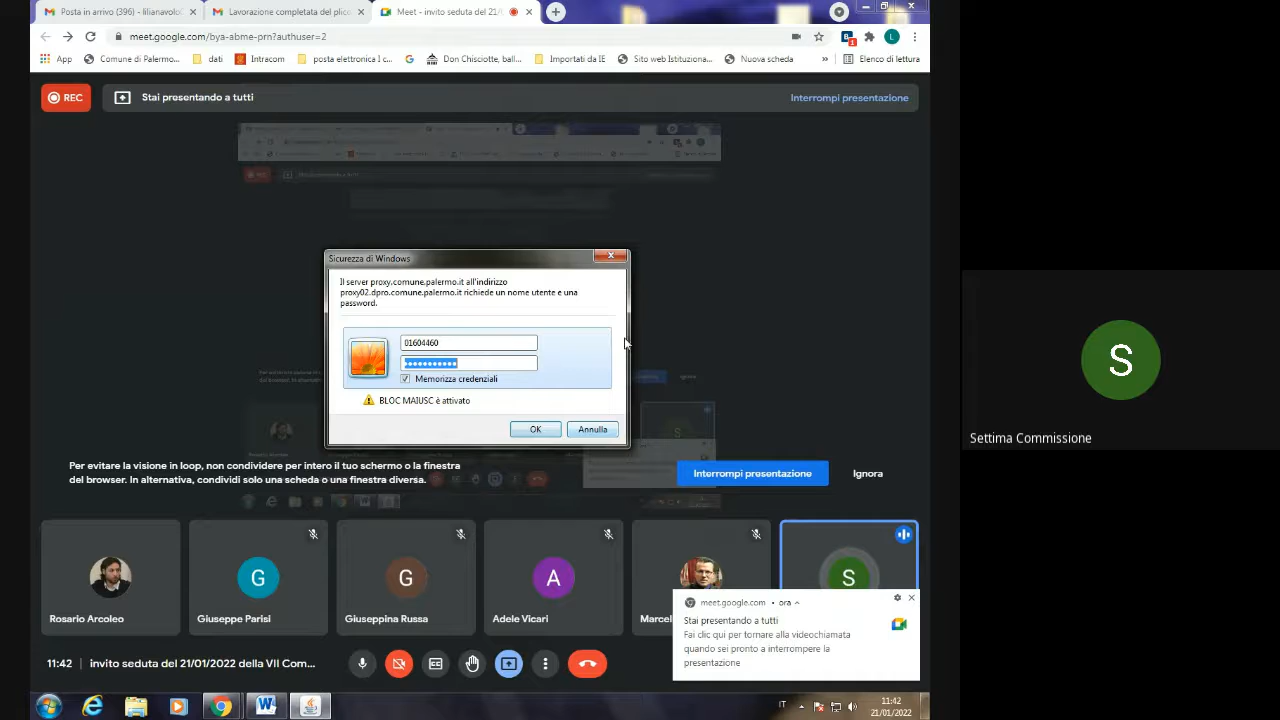 Posta in arrivo (396) - lilianavolo
Lavorazione completata del plice
Meet - invito seduta del 21/
meet.google.com/bya-abme-prn?authuser=2
App
Comune di Palermo...
dati
Intracom
posta elettronica I c...
Don Chisciotte, ball...
Importati da IE
Sito web Istituziona...
Nuova scheda
»
Elenco di lettura
REC
Stai presentando a tutti
Interrompi presentazione
Sicurezza di Windows
Il server proxy.comune.palermo.it all'indirizzo
proxy02.dpro.comune.palermo.it richiede un nome utente e una
password.
01604460
•••••••••••
Memorizza credenziali
BLOC MAIUSC è attivato
OK
Annulla
S
Settima Commissione
Per evitare la visione in loop, non condividere per intero il tuo schermo o la finestra
del browser. In alternativa, condividi solo una scheda o una finestra diversa.
Interrompi presentazione
Ignora
G
G
A
S
Rosario Arcoleo
Giuseppe Parisi
Giuseppina Russa
Adele Vicari
Marcel
meet.google.com • ora
Stai presentando a tutti
Fai clic qui per tornare alla videochiamata
quando sei pronto a interrompere la
presentazione
11:42
invito seduta del 21/01/2022 della VII Com...
IT
11:42
21/01/2022